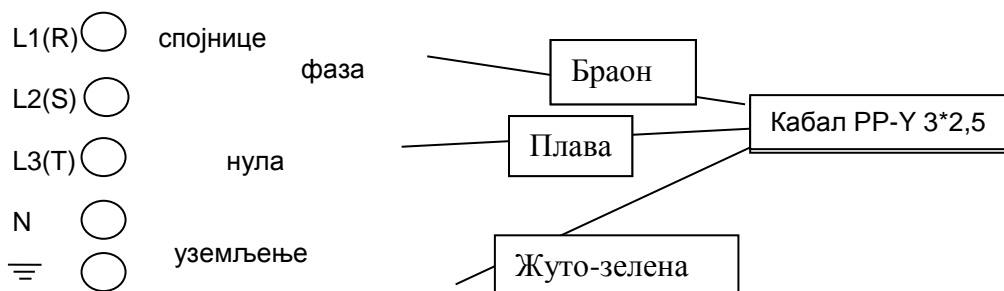 L1(R) спојнице
фаза
Браон
L2(S)
Кабал PP-Y 3*2,5
Плава
L3(T) нула
N
уземљење
Жуто-зелена